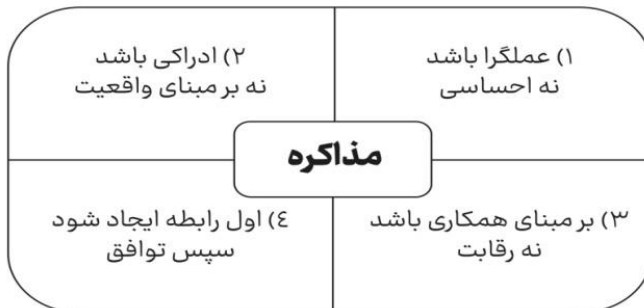 ۱) عملگرا باشد
نه احساسی
۲) ادراکی باشد
نه بر مبنای واقعیت
مذاکره
۳) بر مبنای همکاری باشد
نه رقابت
٤) اول رابطه ایجاد شود
سپس توافق